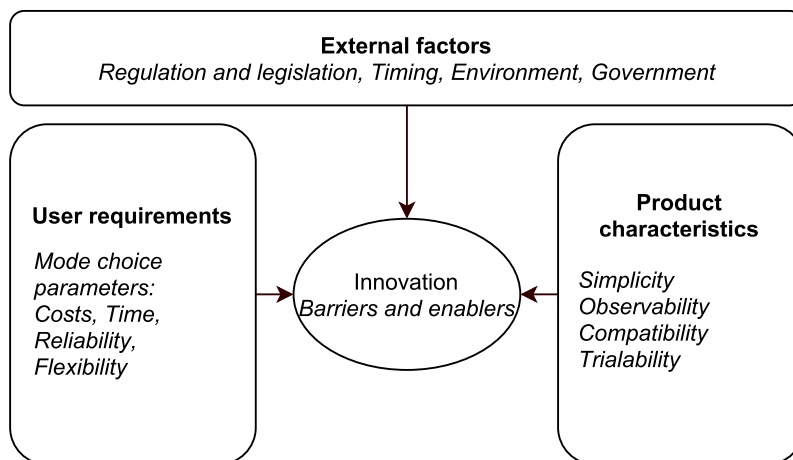 External factors
Regulation and legislation, Timing, Environment, Government
User requirements
Mode choice
parameters:
Costs, Time,
Reliability,
Flexibility
Innovation
Barriers and enablers
Product
characteristics
Simplicity
Observability
Compatibility
Trialability